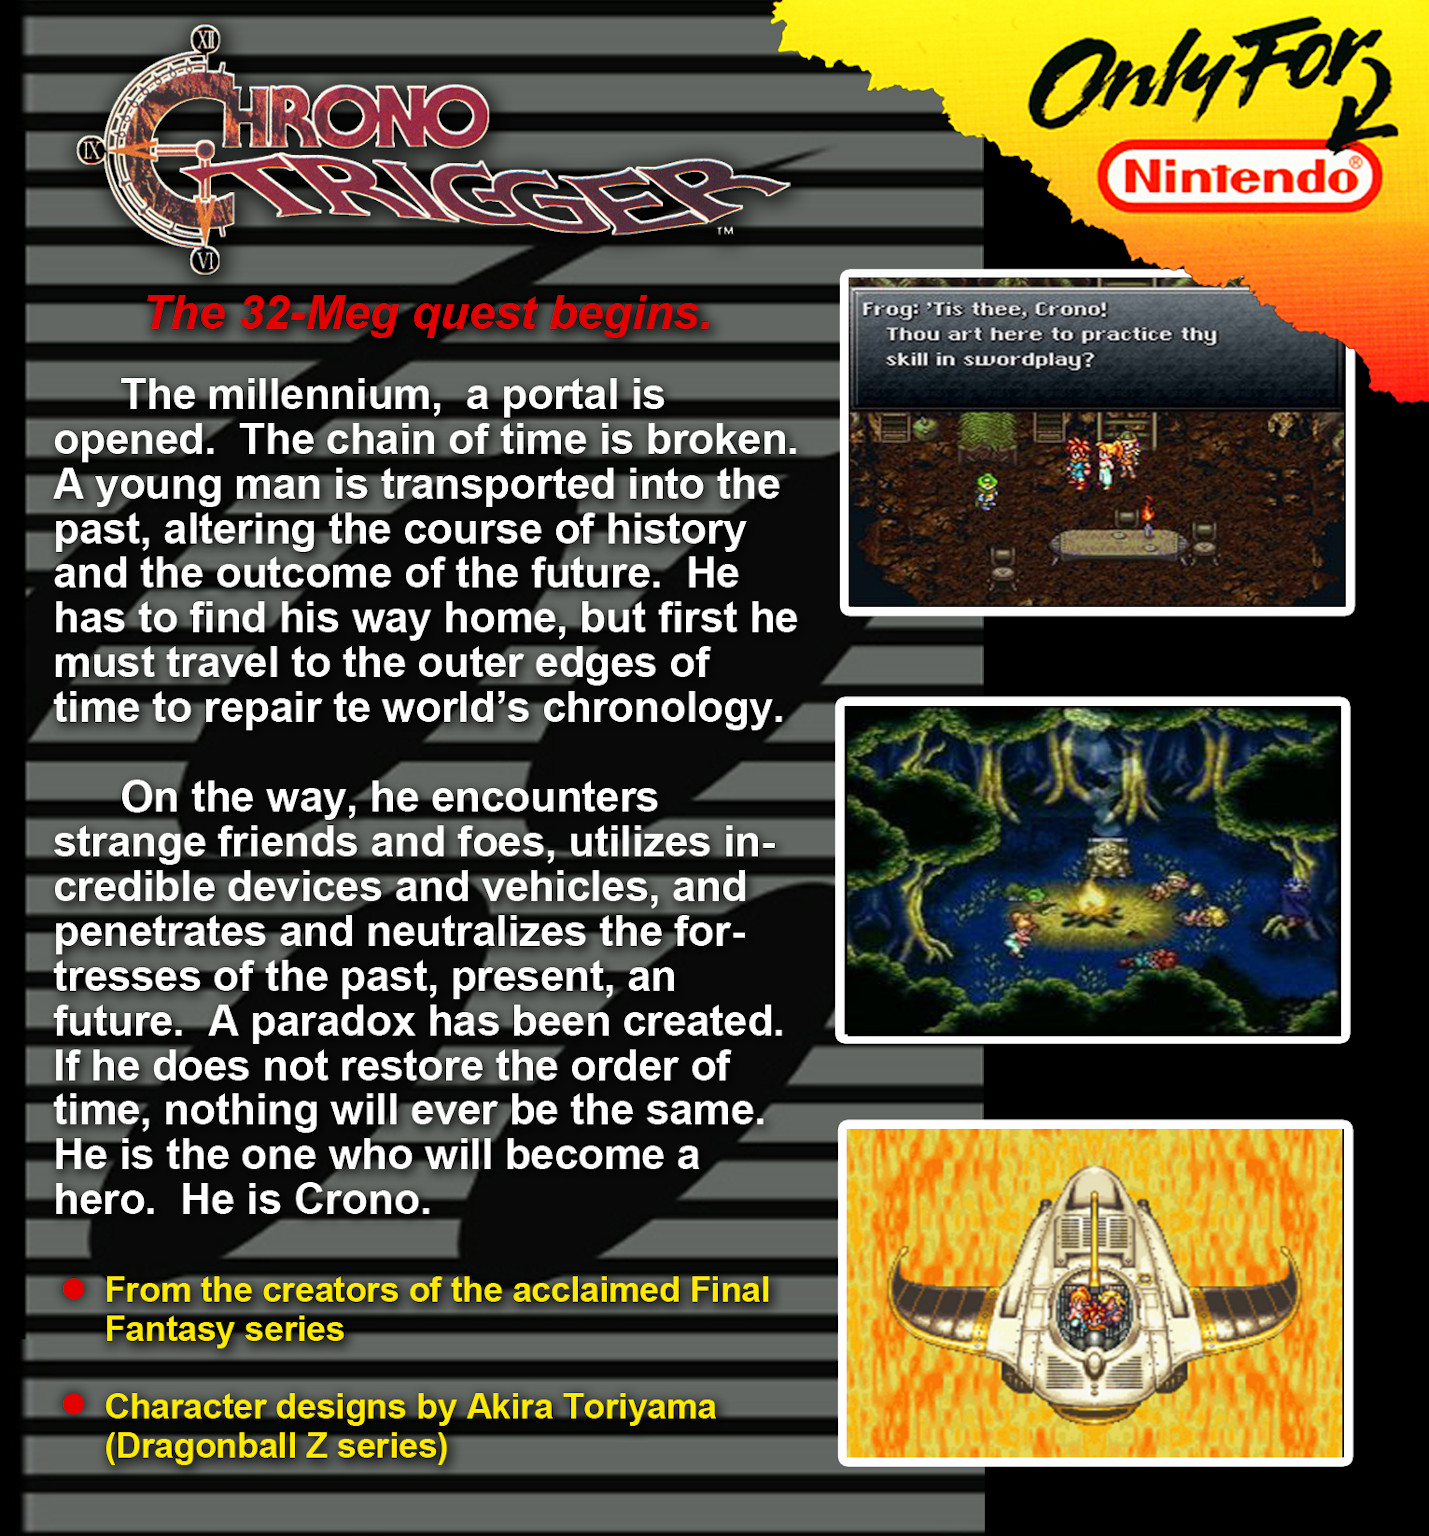 XII
IX
VI
CHRONO
TRIGGER
™
Only For
Nintendo®
The 32-Meg quest begins.
The millennium, a portal is
opened. The chain of time is broken.
A young man is transported into the
past, altering the course of history
and the outcome of the future. He
has to find his way home, but first he
must travel to the outer edges of
time to repair te world’s chronology.
On the way, he encounters
strange friends and foes, utilizes in-
credible devices and vehicles, and
penetrates and neutralizes the for-
tresses of the past, present, an
future. A paradox has been created.
If he does not restore the order of
time, nothing will ever be the same.
He is the one who will become a
hero. He is Crono.
From the creators of the acclaimed Final
Fantasy series
Character designs by Akira Toriyama
(Dragonball Z series)
Frog: ’Tis thee, Crono!
Thou art here to practice thy
skill in swordplay?